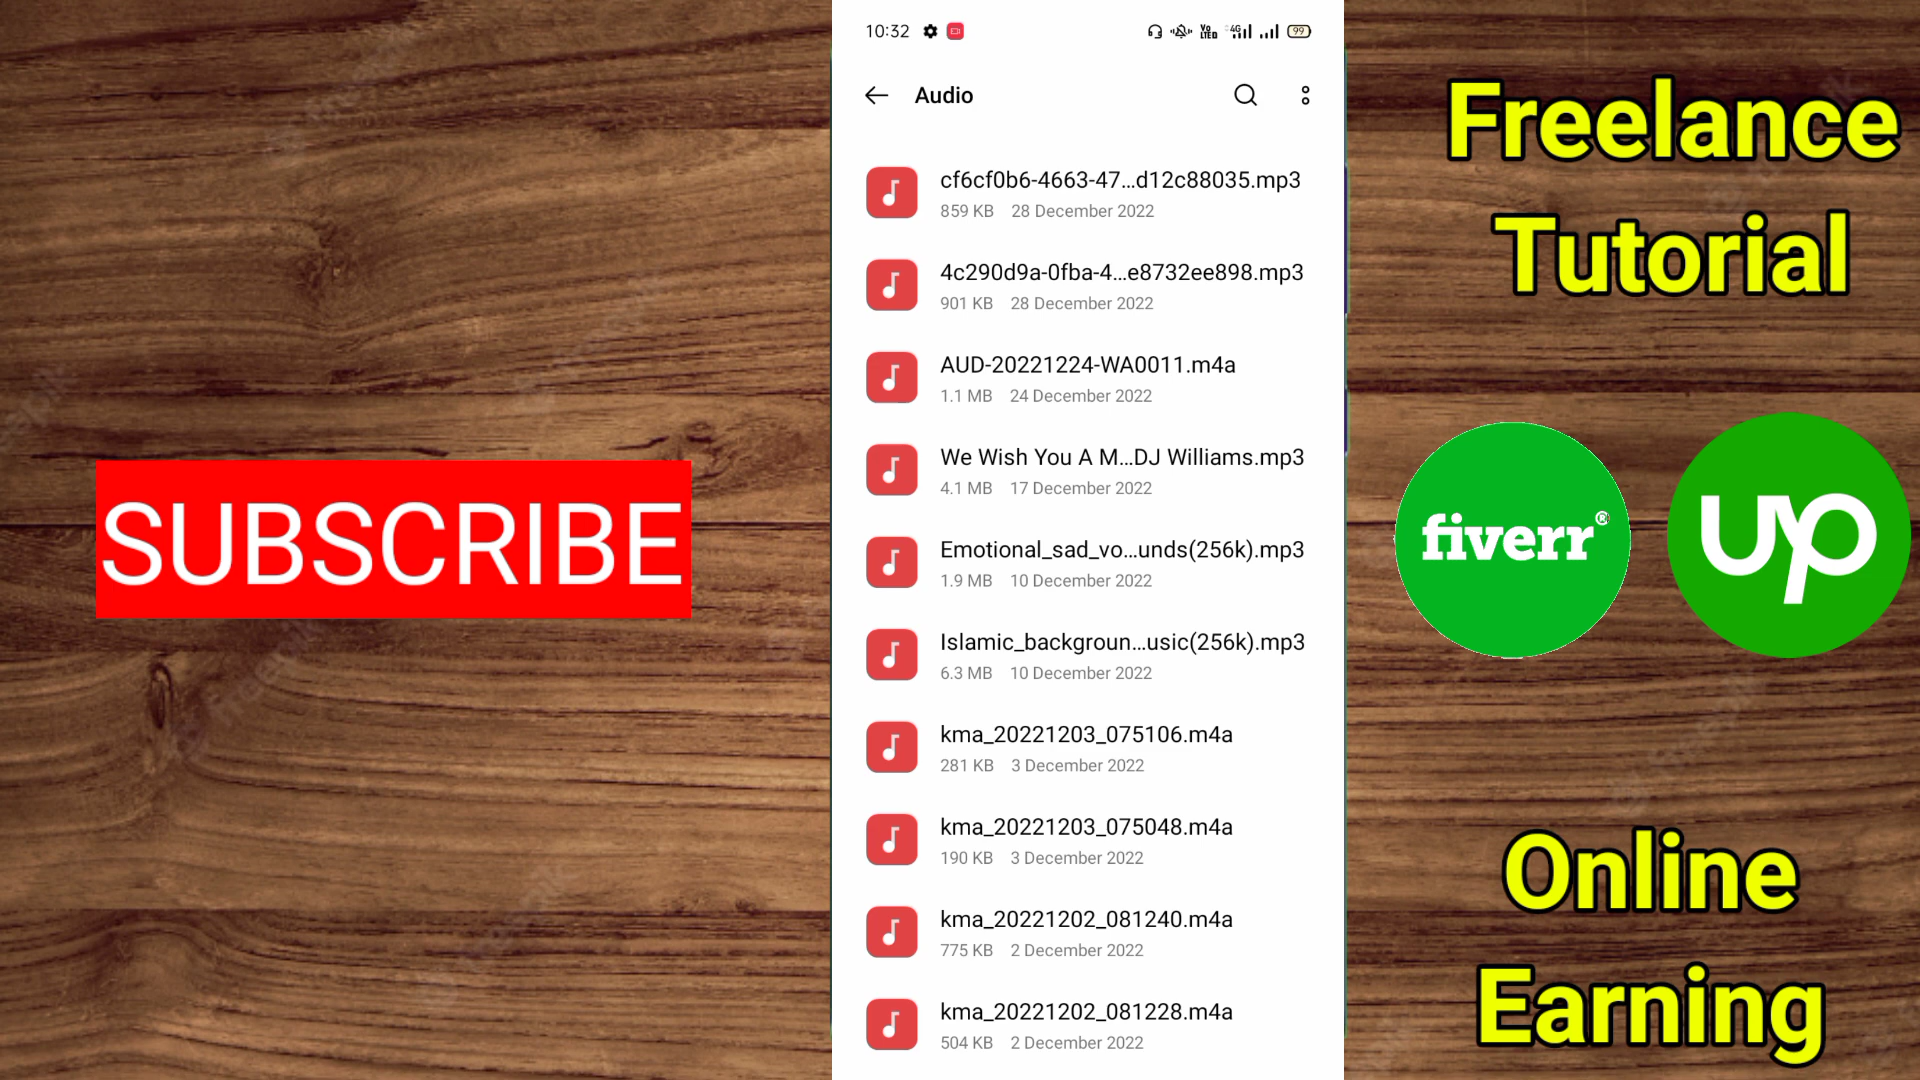 10:32
VO LTE
4G
99
Audio
cf6cf0b6-4663-47...d12c88035.mp3
859 KB 28 December 2022
4c290d9a-0fba-4...e8732ee898.mp3
901 KB 28 December 2022
AUD-20221224-WA0011.m4a
1.1 MB 24 December 2022
We Wish You A M...DJ Williams.mp3
4.1 MB 17 December 2022
Emotional_sad_vo...unds(256k).mp3
1.9 MB 10 December 2022
Islamic_backgroun...usic(256k).mp3
6.3 MB 10 December 2022
kma_20221203_075106.m4a
281 KB 3 December 2022
kma_20221203_075048.m4a
190 KB 3 December 2022
kma_20221202_081240.m4a
775 KB 2 December 2022
kma_20221202_081228.m4a
504 KB 2 December 2022
SUBSCRIBE
Freelance
Tutorial
fiverr®
up
Online
Earning